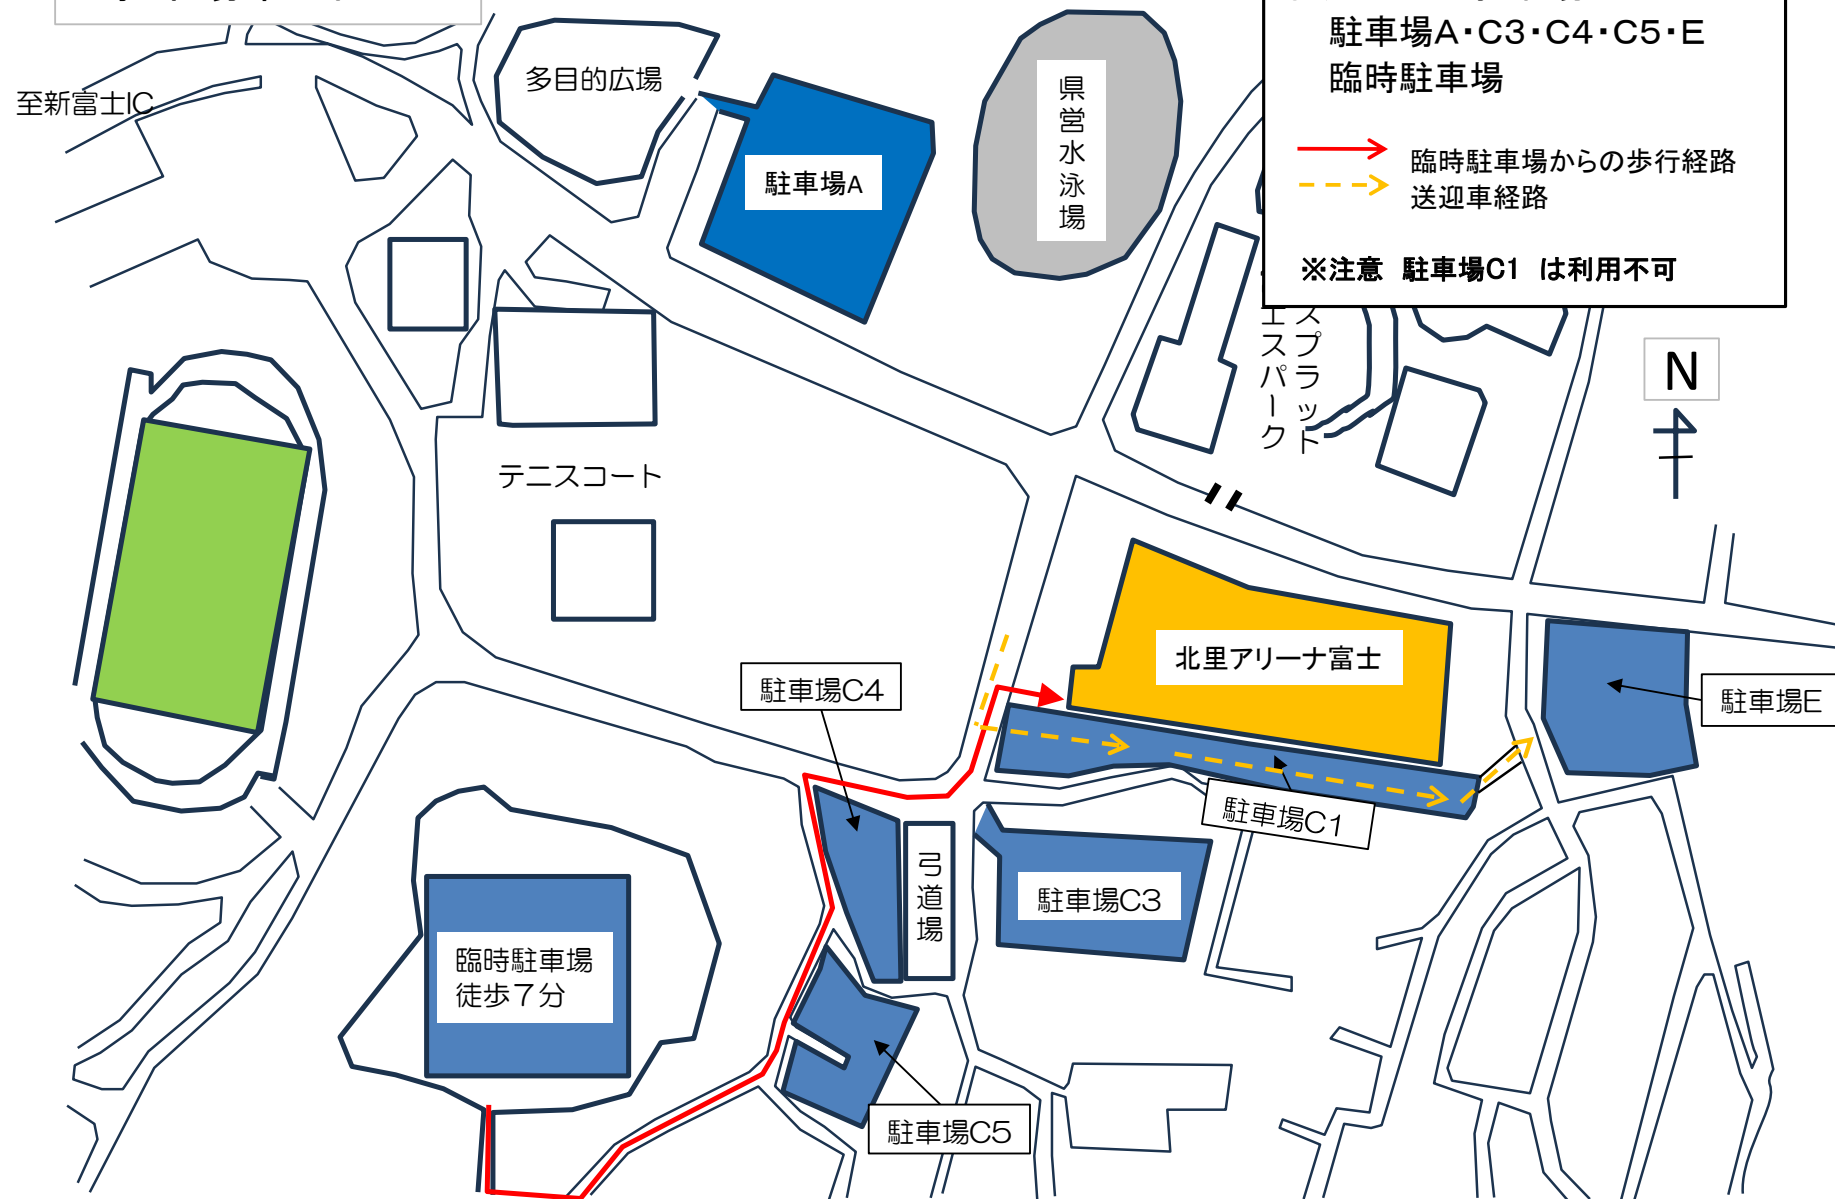 駐車場A・C3・C4・C5・E
臨時駐車場
臨時駐車場からの歩行経路
送迎車経路
※注意 駐車場C1 は利用不可
至新富士IC
多目的広場
駐車場A
県営水泳場
エスプラット
エスパーク
N
テニスコート
北里アリーナ富士
駐車場C4
駐車場E
駐車場C1
弓道場
駐車場C3
臨時駐車場
徒歩7分
駐車場C5